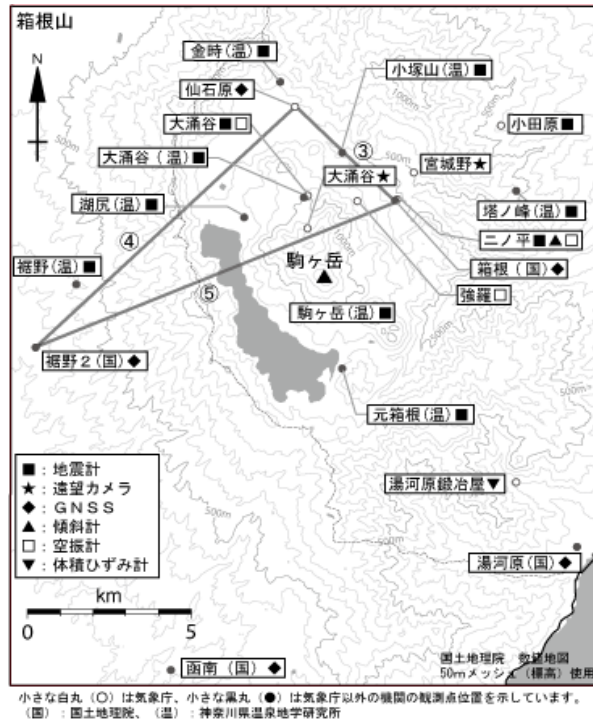 箱根山
N
金時(温)■
小塚山(温)■
仙石原◆
1000m
大涌谷■□
小田原■
500m
③
500m
宮城野★
大涌谷(温)■
大涌谷★
湖尻(温)■
塔ノ峰(温)■
④
二ノ平■▲□
裾野(温)■
駒ヶ岳
箱根(国)◆
1000m
⑤
強羅□
駒ヶ岳(温)■
裾野2(国)◆
500m
元箱根(温)■
■:地震計
★:遠望カメラ
◆:GNSS
▲:傾斜計
□:空振計
▼:体積ひずみ計
湯河原鍛冶屋▼
500m
湯河原(国)◆
km
0 5
函南(国)◆
国土地理院 数値地図
50mメッシュ(標高)使用
小さな白丸(○)は気象庁、小さな黒丸(●)は気象庁以外の機関の観測点位置を示しています。
(国):国土地理院、(温):神奈川県温泉地学研究所